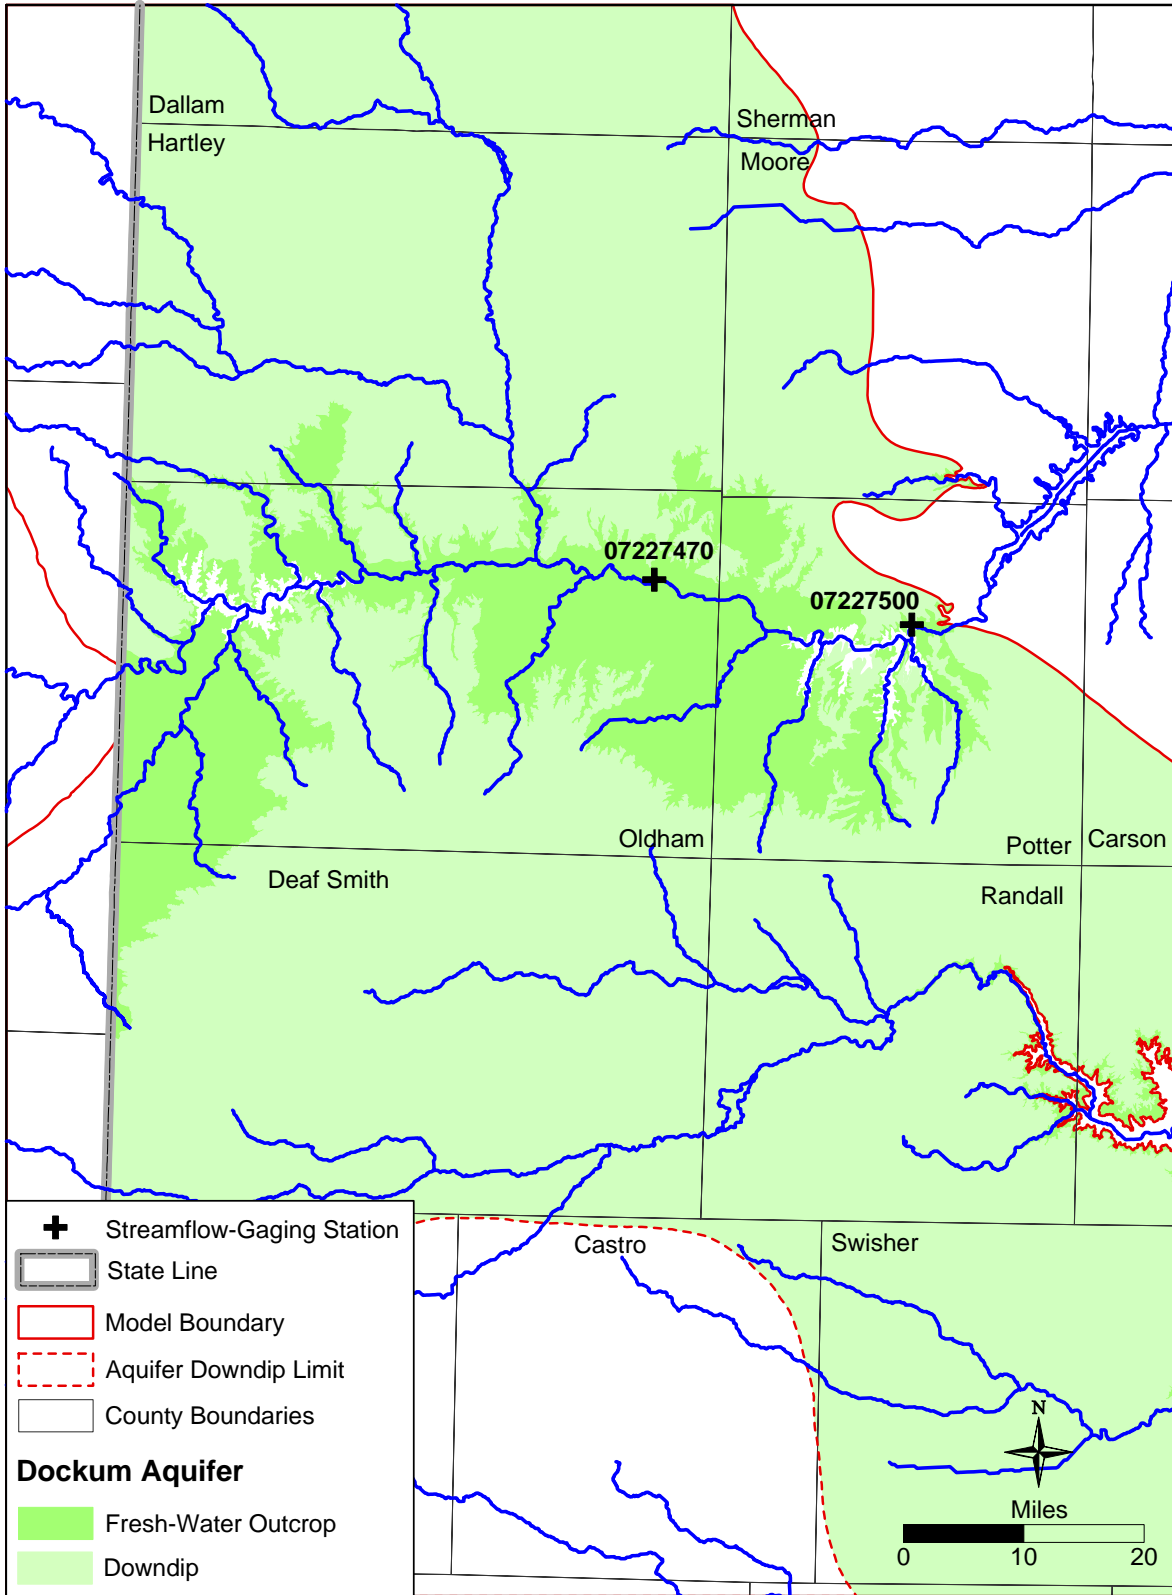 Dallam
Sherman
Hartley
Moore
07227470
07227500
Oldham
Potter
Carson
Deaf Smith
Randall
Castro
Swisher
Streamflow-Gaging Station
State Line
Model Boundary
Aquifer Downdip Limit
County Boundaries
Dockum Aquifer
Fresh-Water Outcrop
Downdip
N
Miles
0 10 20